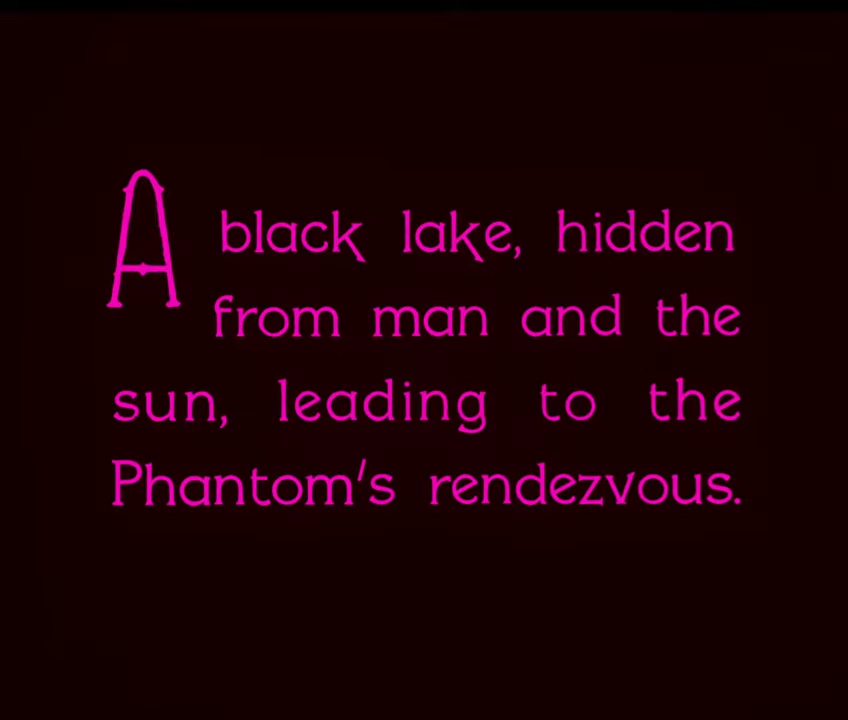 A black lake, hidden
from man and the
sun, leading to the
Phantom's rendezvous.